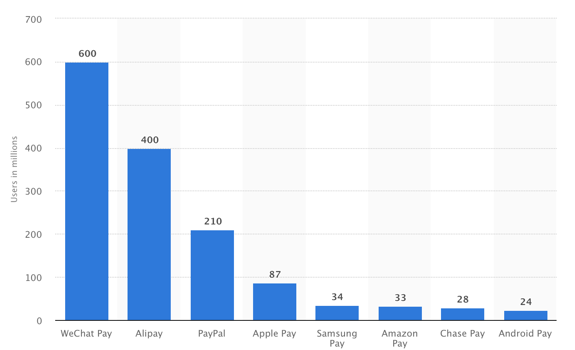 700
600
500
400
300
200
100
0
Users in millions
600
400
210
87
34
33
28
24
WeChat Pay
Alipay
PayPal
Apple Pay
Samsung
Pay
Amazon
Pay
Chase Pay
Android Pay